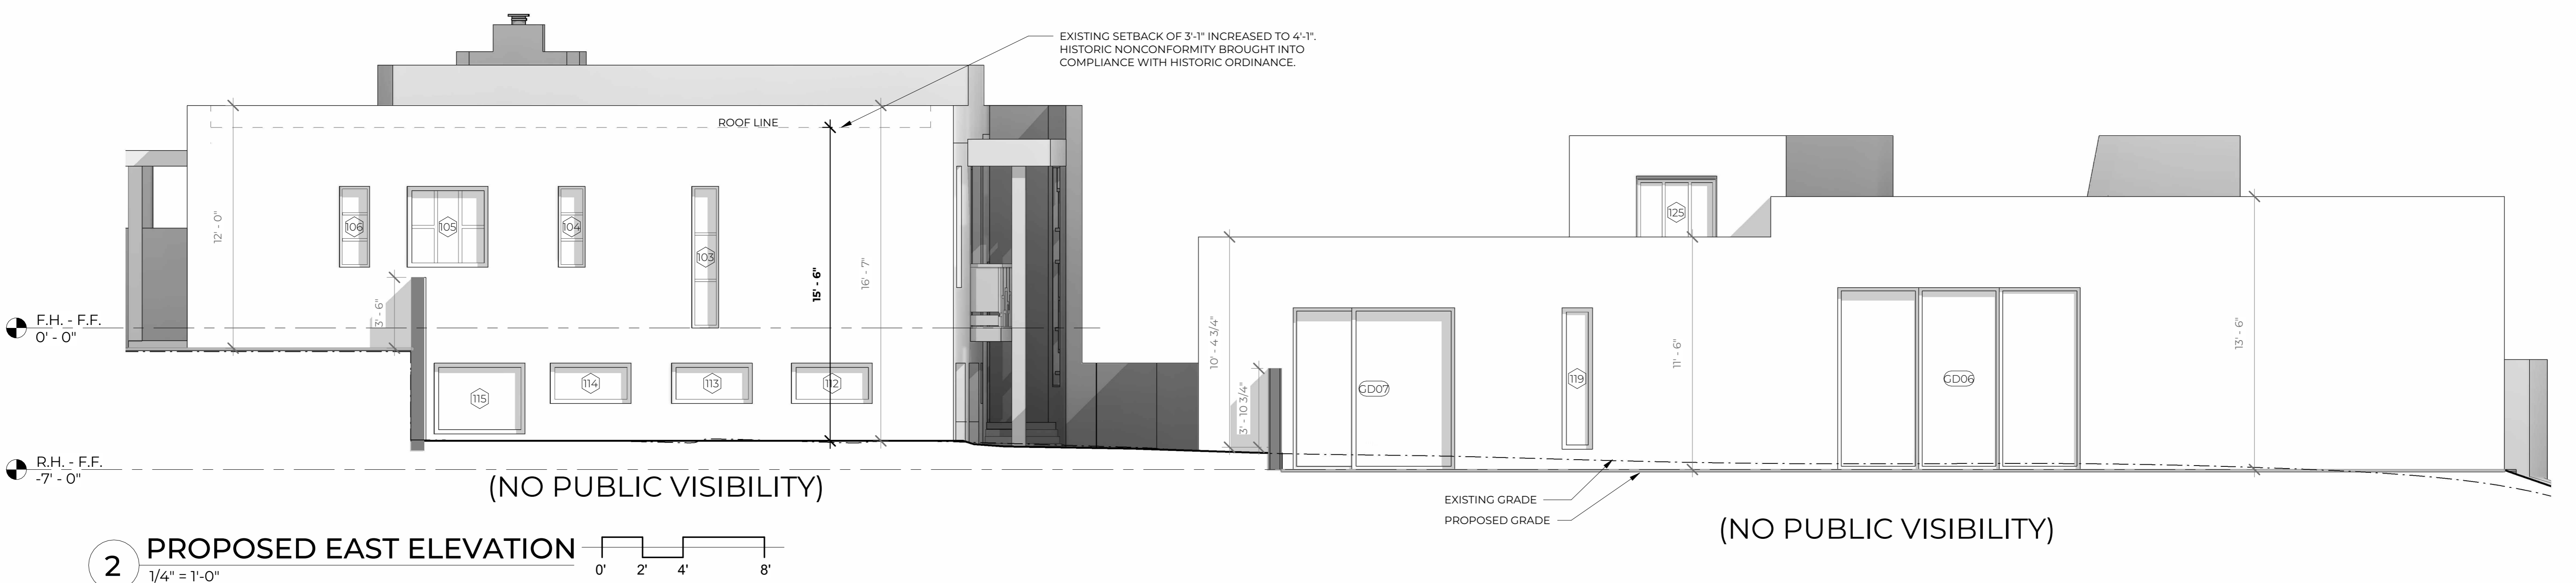 EXISTING SETBACK OF 3'-1" INCREASED TO 4'-1".
HISTORIC NONCONFORMITY BROUGHT INTO
COMPLIANCE WITH HISTORIC ORDINANCE.
ROOF LINE
12' - 0"
106
105
104
103
3' - 6"
15' - 6"
16' - 7"
F.H. - F.F.
0' - 0"
115
114
113
112
125
10' - 4 3/4"
3' - 10 3/4"
GD07
119
11' - 6"
GD06
13' - 6"
R.H. - F.F.
-7' - 0"
(NO PUBLIC VISIBILITY)
EXISTING GRADE
PROPOSED GRADE
(NO PUBLIC VISIBILITY)
2
PROPOSED EAST ELEVATION
1/4" = 1'-0"
0' 2' 4' 8'